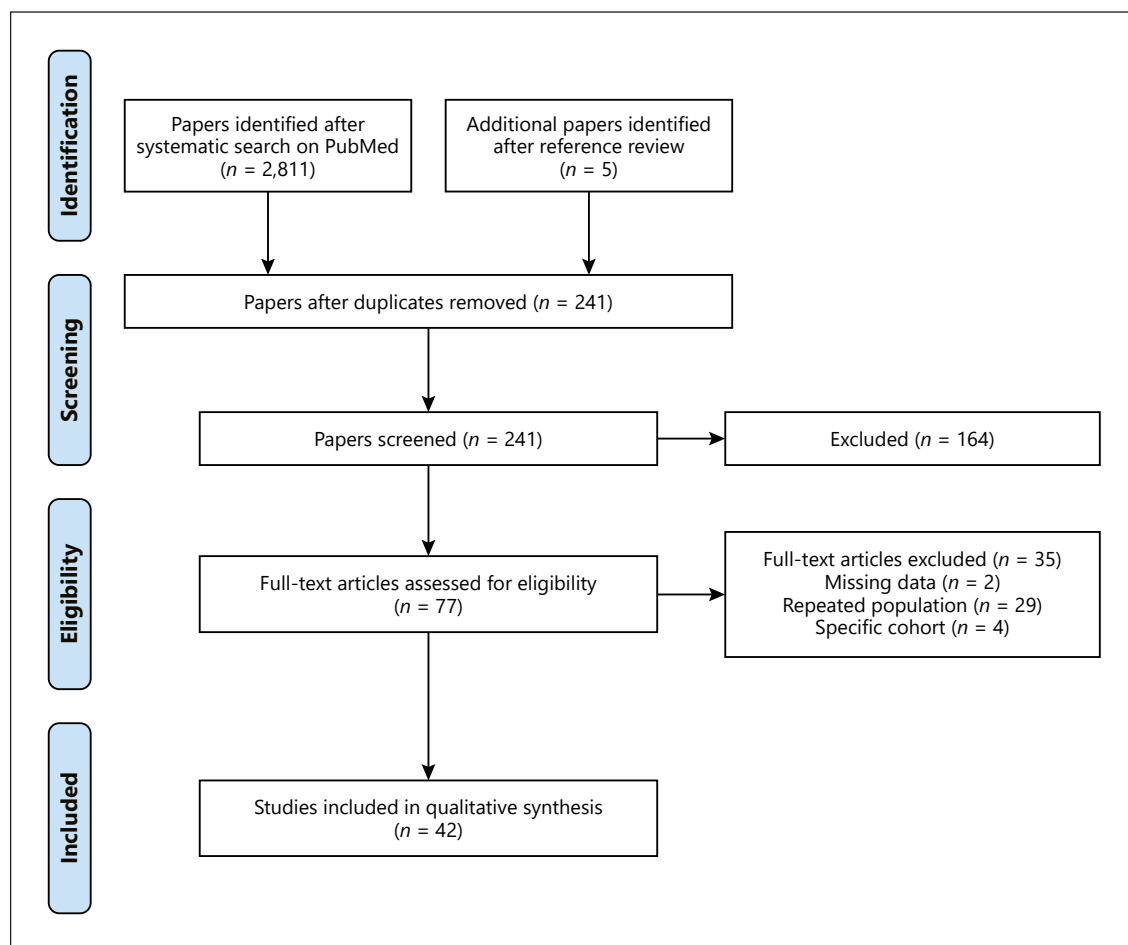 Identification
Papers identified after
systematic search on PubMed
(n = 2,811)
Additional papers identified
after reference review
(n = 5)
Screening
Papers after duplicates removed (n = 241)
Papers screened (n = 241)
Excluded (n = 164)
Eligibility
Full-text articles assessed for eligibility
(n = 77)
Full-text articles excluded (n = 35)
Missing data (n = 2)
Repeated population (n = 29)
Specific cohort (n = 4)
Included
Studies included in qualitative synthesis
(n = 42)